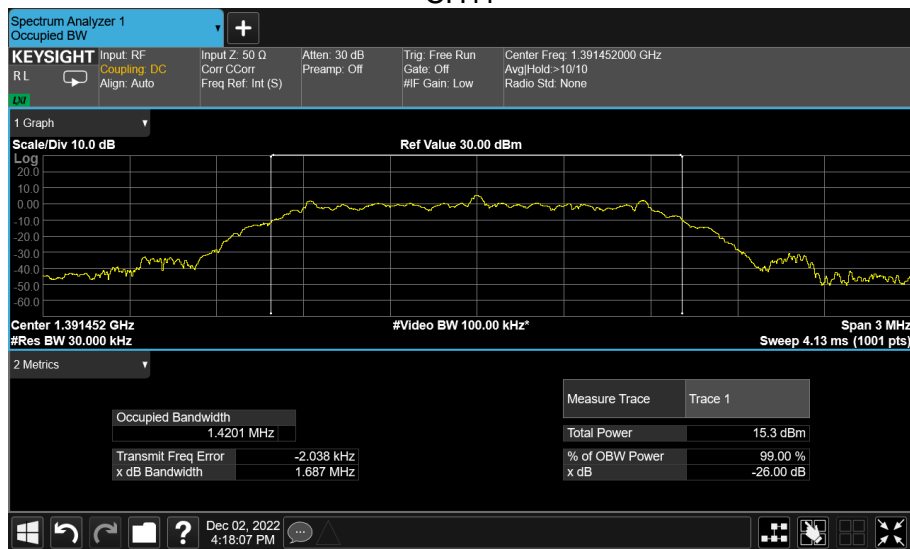 Spectrum Analyzer 1
Occupied BW
KEYSIGHT Input: RF Input Z: 50 Ω Atten: 30 dB Trig: Free Run Center Freq: 1.391452000 GHz
RL Coupling: DC Corr CCorr Preamp: Off Gate: Off Avg|Hold:>10/10
Align: Auto Freq Ref: Int (S) #IF Gain: Low Radio Std: None
LXI
1 Graph
Scale/Div 10.0 dB Ref Value 30.00 dBm
Log
20.0
10.0
0.00
-10.0
-20.0
-30.0
-40.0
-50.0
-60.0
Center 1.391452 GHz #Video BW 100.00 kHz* Span 3 MHz
#Res BW 30.000 kHz Sweep 4.13 ms (1001 pts)
2 Metrics
Measure Trace Trace 1
Occupied Bandwidth
1.4201 MHz Total Power 15.3 dBm
Transmit Freq Error -2.038 kHz % of OBW Power 99.00 %
x dB Bandwidth 1.687 MHz x dB -26.00 dB
Dec 02, 2022
4:18:07 PM